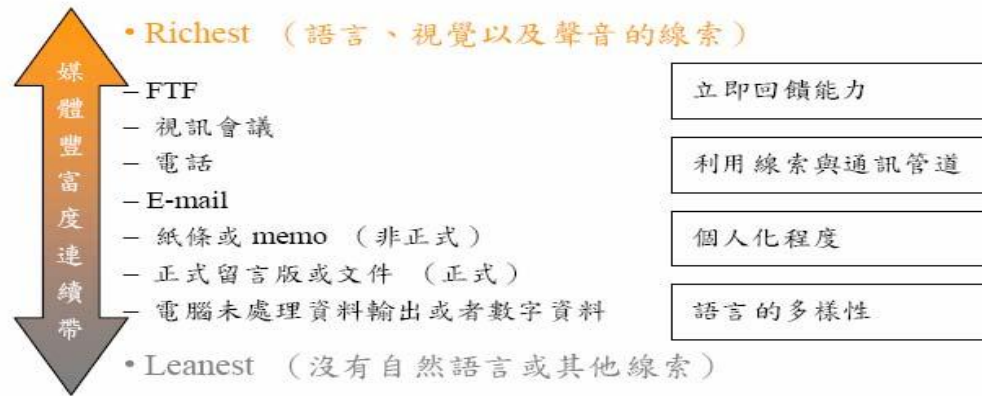 媒體豐富度連續帶
• Richest （語言、視覺以及聲音的線索）
– FTF
– 視訊會議
– 電話
– E-mail
– 紙條或 memo （非正式）
– 正式留言版或文件 （正式）
– 電腦未處理資料輸出或者數字資料
• Leanest （沒有自然語言或其他線索）
立即回饋能力
利用線索與通訊管道
個人化程度
語言的多樣性